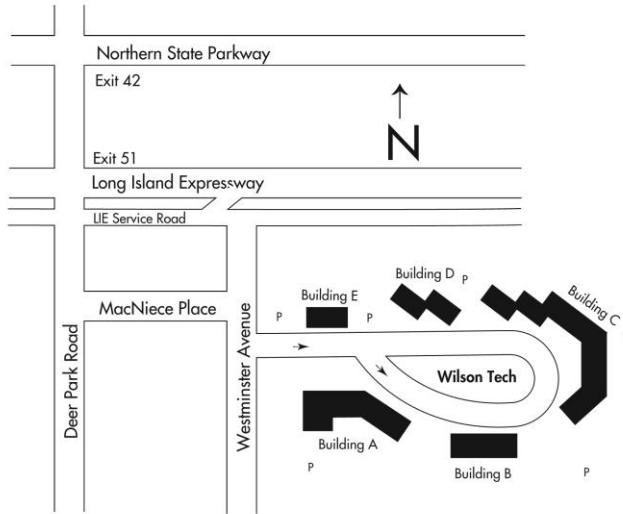 Northern State Parkway
Exit 42
N
Exit 51
Long Island Expressway
LIE Service Road
Building D
P
Building E
Building C
MacNiece Place
P
P
P
Deer Park Road
Westminster Avenue
Wilson Tech
Building A
Building B
P
P